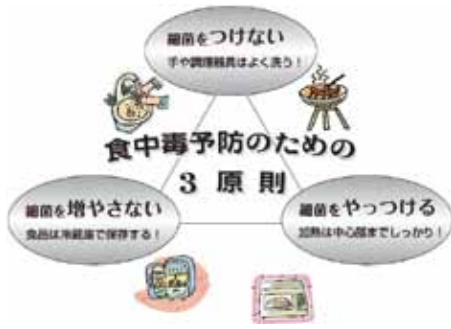 細菌をつけない
手や調理器具はよく洗う！
食中毒予防のための
3原則
細菌を増やさない
食品は冷蔵庫で保存する！
細菌をやっつける
加熱は中心部までしっかり！